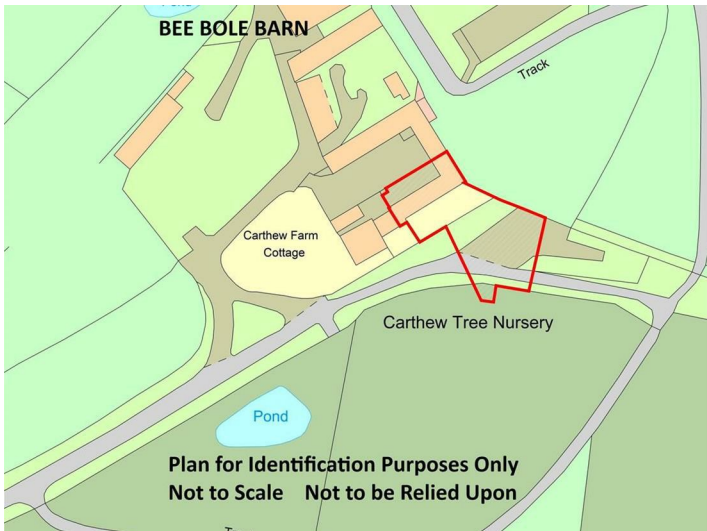 Pond
BEE BOLE BARN
Track
Carthew Farm
Cottage
Carthew Tree Nursery
Pond
Plan for Identification Purposes Only
Not to Scale Not to be Relied Upon